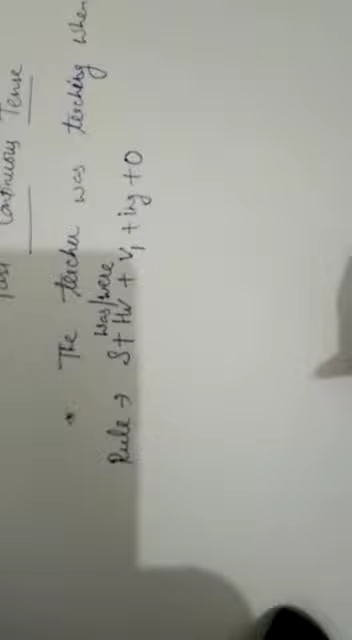 Past Continuous Tense
* The teacher was teaching when
was/were
Rule → S + HV + V1 + ing + O